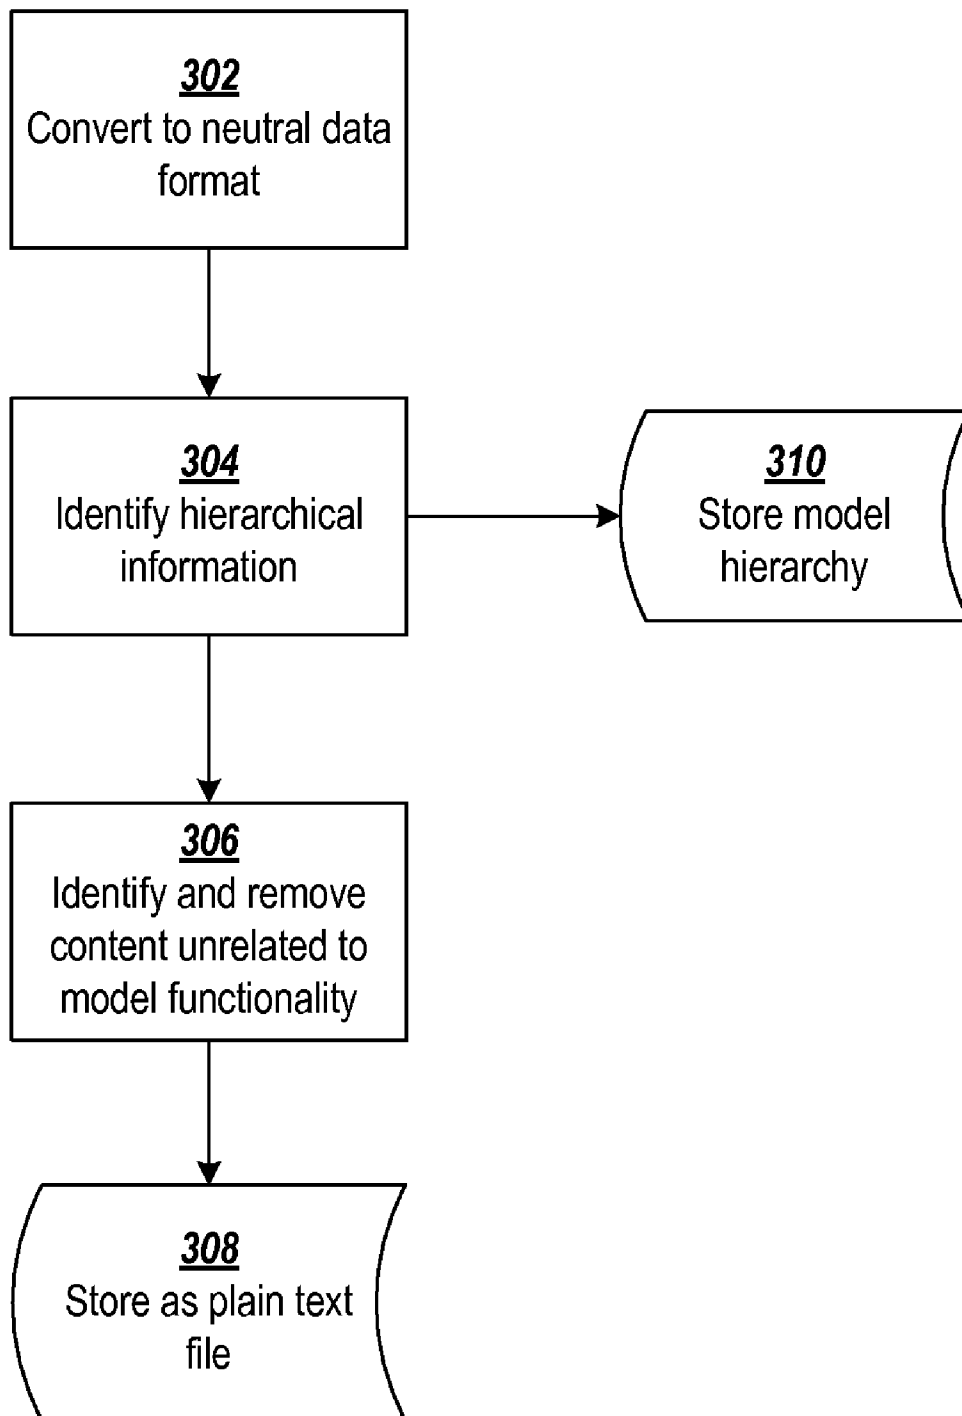 302
Convert to neutral data
format
304
Identify hierarchical
information
310
Store model
hierarchy
306
Identify and remove
content unrelated to
model functionality
308
Store as plain text
file